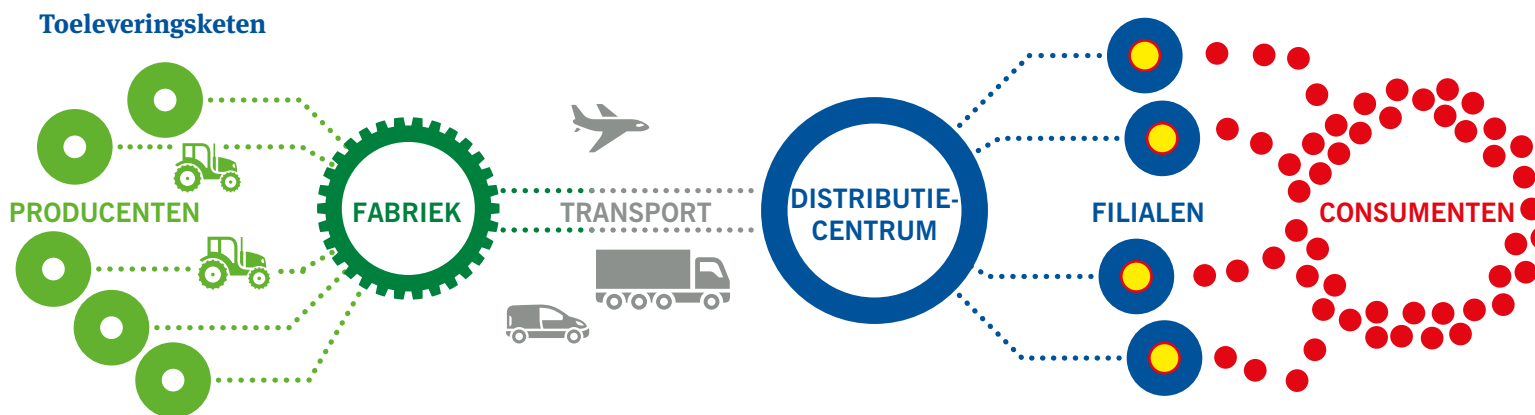 Toeleveringsketen
PRODUCENTEN
FABRIEK
TRANSPORT
DISTRIBUTIE-
CENTRUM
FILIALEN
CONSUMENTEN